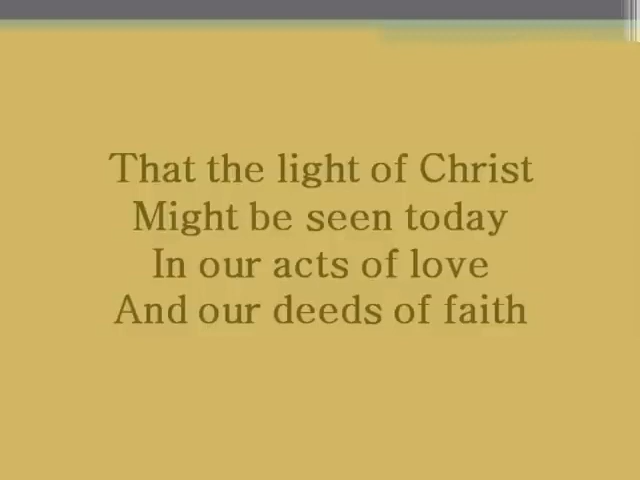 That the light of Christ
Might be seen today
In our acts of love
And our deeds of faith